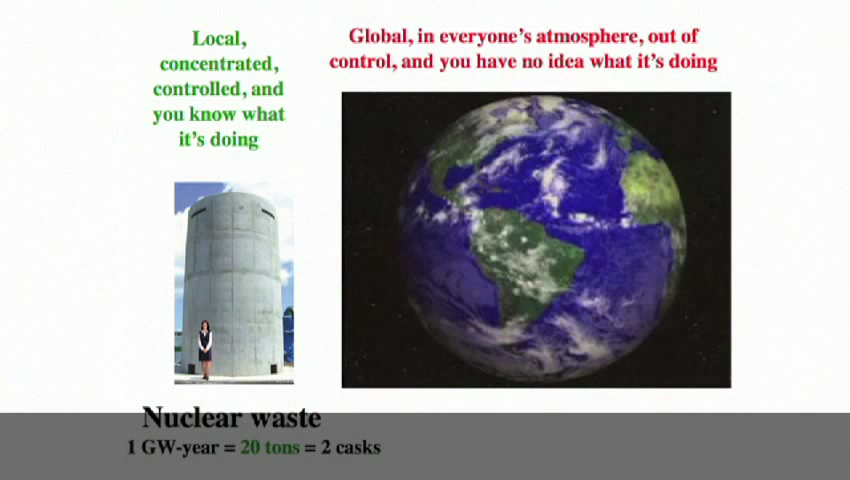 Local,
concentrated,
controlled, and
you know what
it's doing
Global, in everyone's atmosphere, out of
control, and you have no idea what it's doing
Nuclear waste
1 GW-year = 20 tons = 2 casks